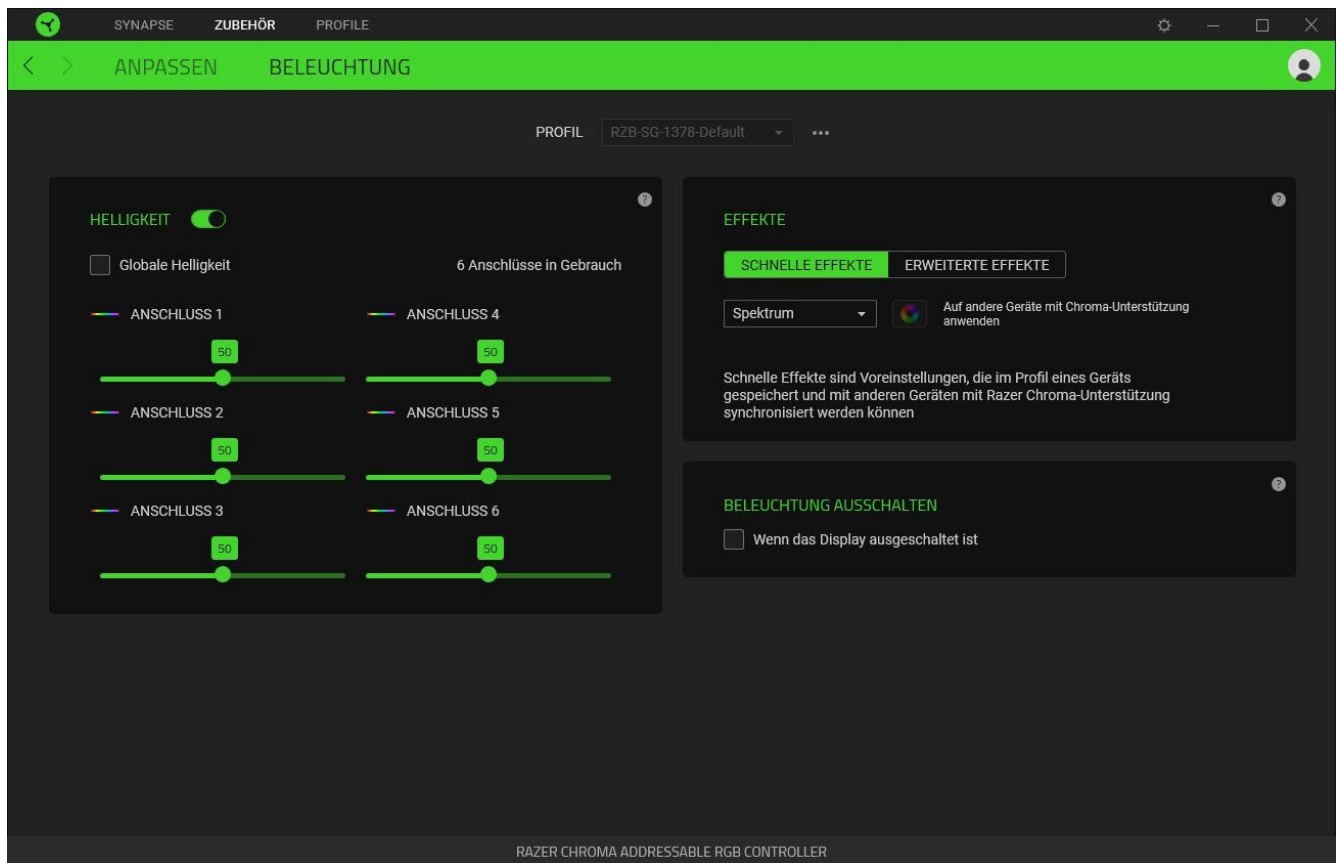 SYNAPSE ZUBEHÖR PROFILE
ANPASSEN BELEUCHTUNG
PROFIL RZB-SG-1378-Default
HELLIGKEIT
Globale Helligkeit 6 Anschlüsse in Gebrauch
ANSCHLUSS 1 ANSCHLUSS 4
50 50
ANSCHLUSS 2 ANSCHLUSS 5
50 50
ANSCHLUSS 3 ANSCHLUSS 6
50 50
EFFEKTE
SCHNELLE EFFEKTE ERWEITERTE EFFEKTE
Spektrum
Auf andere Geräte mit Chroma-Unterstützung
anwenden
Schnelle Effekte sind Voreinstellungen, die im Profil eines Geräts
gespeichert und mit anderen Geräten mit Razer Chroma-Unterstützung
synchronisiert werden können
BELEUCHTUNG AUSSCHALTEN
Wenn das Display ausgeschaltet ist
RAZER CHROMA ADDRESSABLE RGB CONTROLLER